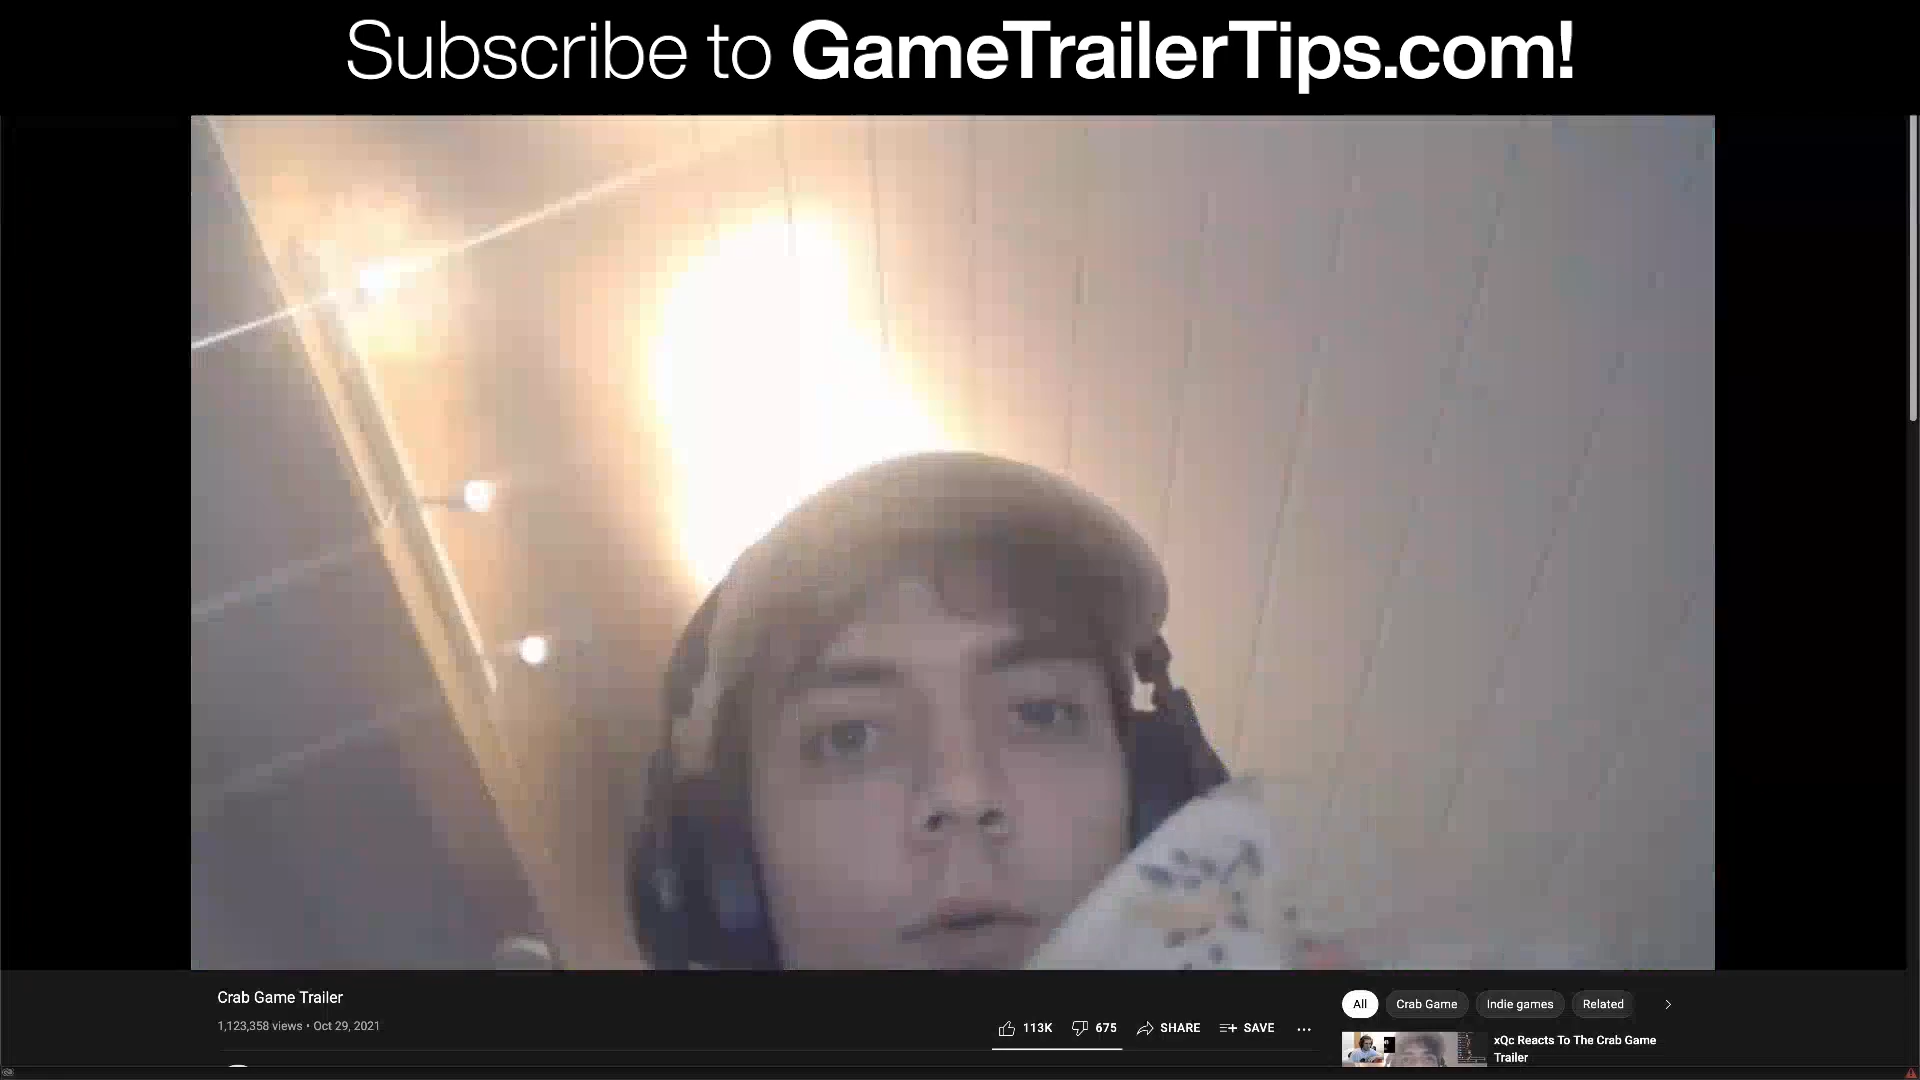 Subscribe to GameTrailerTips.com!
Crab Game Trailer
1,123,358 views • Oct 29, 2021
113K 675 SHARE SAVE ...
All Crab Game Indie games Related
xQc Reacts To The Crab Game
Trailer